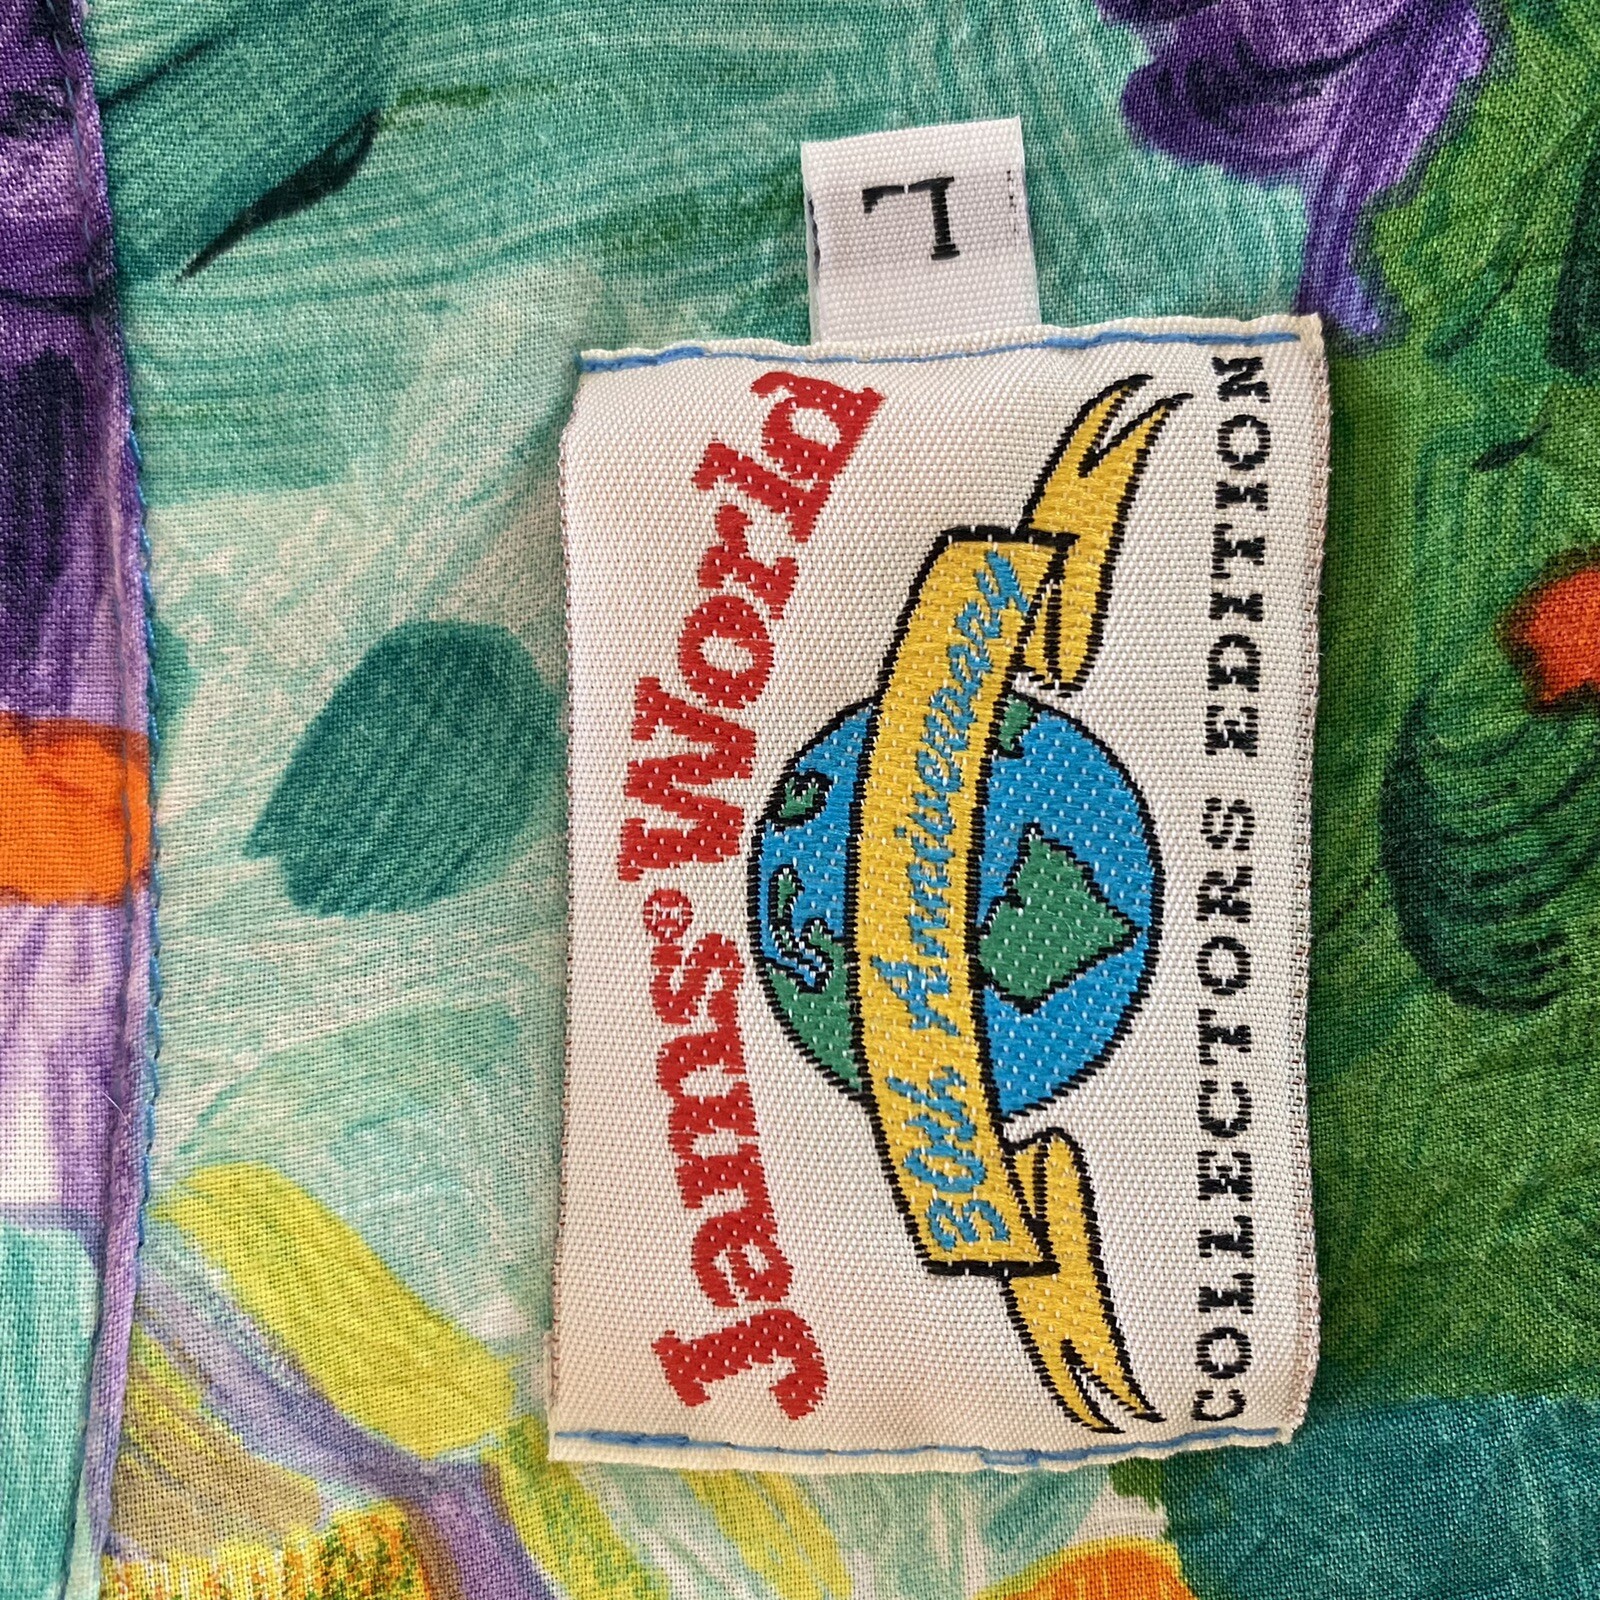 L
Jams® World
30th Anniversary
COLLECTORS EDITION